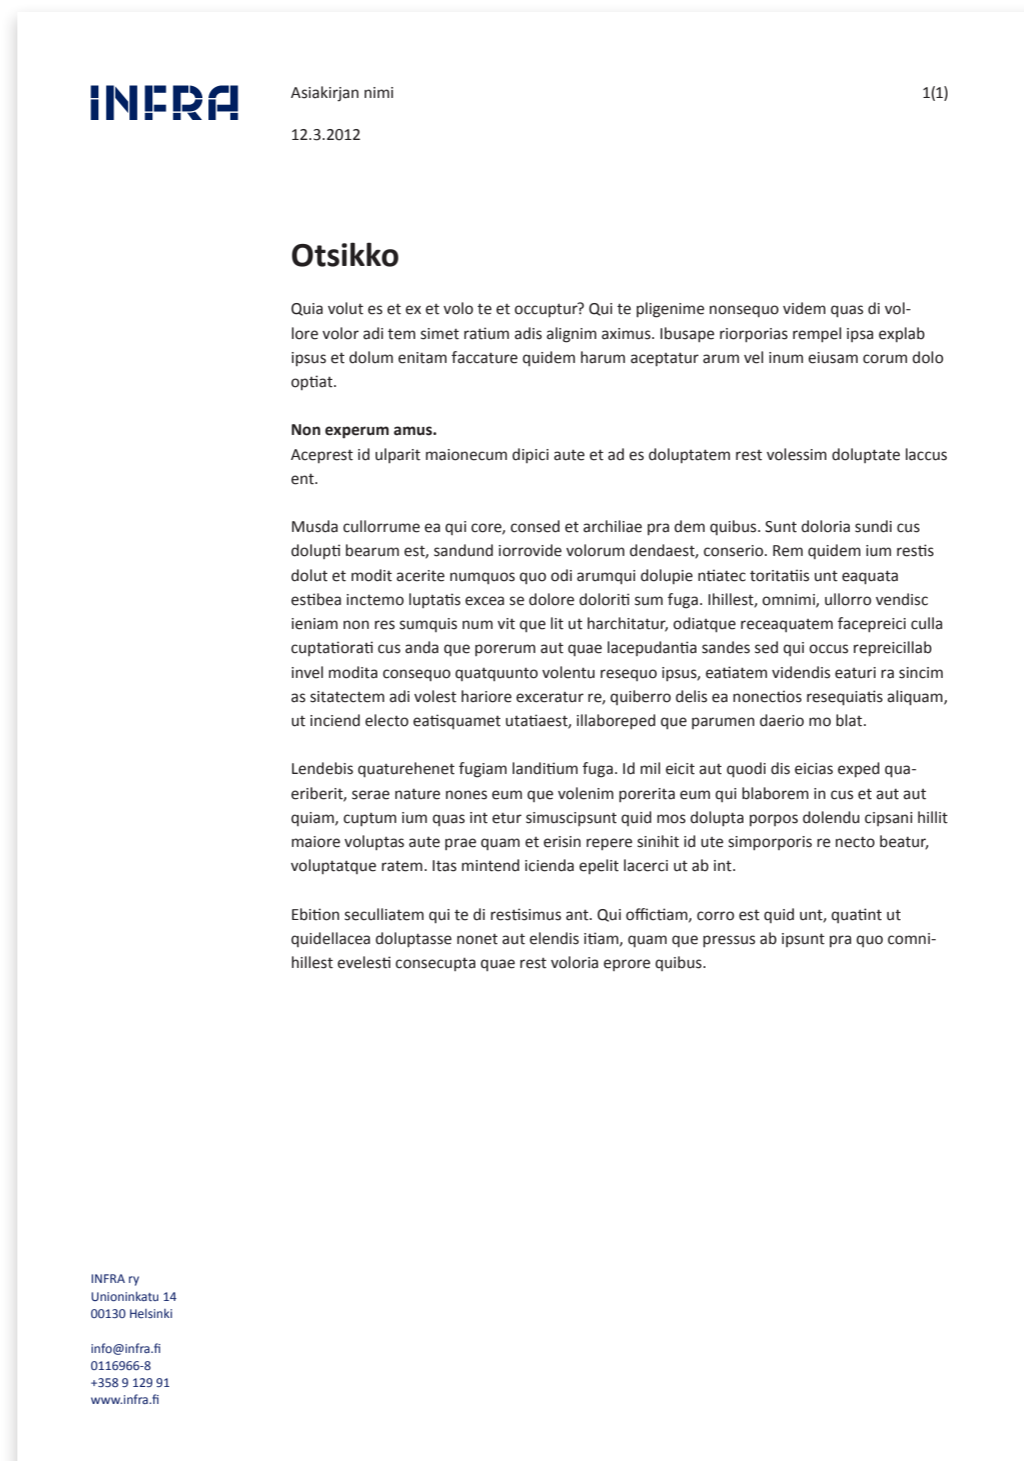 INFRA
Asiakirjan nimi
1(1)
12.3.2012
Otsikko
Quia volut es et ex et volo te et occuptur? Qui te pligenime nonsequo videm quas di vol-
lore volor adi tem simet ratium adis alignim aximus. Ibusape riorporias rempel ipsa explab
ipsus et dolum enitam faccature quidem harum aceptatur arum vel inum eiusam corum dolo
optiat.
Non experum amus.
Aceprest id ulparit maionecum dipici aute et ad es doluptatem rest volessim doluptate laccus
ent.
Musda cullorrume ea qui core, consed et archiliae pra dem quibus. Sunt doloria sundi cus
dolupti bearum est, sandund iorrovide volorum dendaest, conserio. Rem quidem ium restis
dolut et modit acerite numquos quo odi arumqui dolupie ntiatec toritatiis unt eaquata
estibea inctemo luptatis excea se dolore doloriti sum fuga. Ihillest, omnimi, ullorro vendisc
ieniam non res sumquis num vit que lit ut harchitatur, odiatque receaquatem facepreici culla
cuptatiorati cus anda que porerum aut quae lacepudantia sandes sed qui occus repreicillab
invel modita consequo quatquunto volentu resequo ipsus, eatiatem videndis eaturi ra sincim
as sitatectem adi volest hariore exceratur re, quiberro delis ea nonectios resequiatis aliquam,
ut inciend electo eatisquamet utatiaest, illaboreped que parumen daerio mo blat.
Lendebis quaturehenet fugiam landitium fuga. Id mil eicit aut quodi dis eicias exped qua-
eriberit, serae nature nones eum que volenim porerita eum qui blaborem in cus et aut aut
quiam, cuptum ium quas int etur simuscipsunt quid mos dolupta porpos dolendu cipsani hillit
maiore voluptas aute prae quam et erisin repere sinihit id ute simporporis re necto beatur,
voluptatque ratem. Itas mintend icienda epelit lacerci ut ab int.
Ebition seculliatem qui te di restisimus ant. Qui offictiam, corro est quid unt, quatint ut
quidellacea doluptasse nonet aut elendis itiam, quam que pressus ab ipsunt pra quo comni-
hillest evelesti consecupta quae rest voloria eprore quibus.
INFRA ry
Unioninkatu 14
00130 Helsinki
info@infra.fi
0116966-8
+358 9 129 91
www.infra.fi